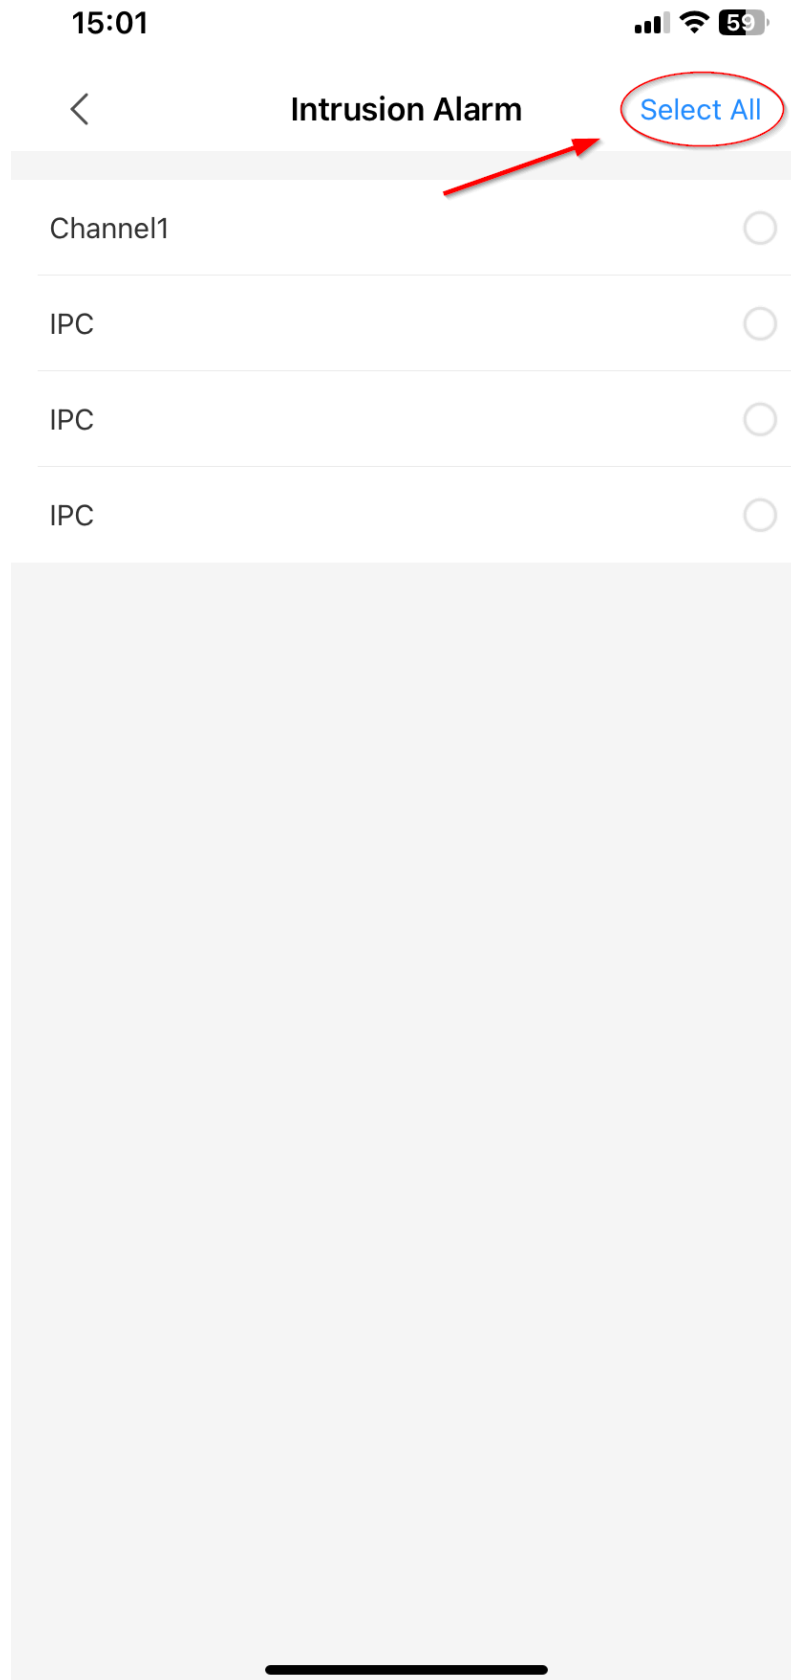 15:01
59
Intrusion Alarm
Select All
Channel1
IPC
IPC
IPC